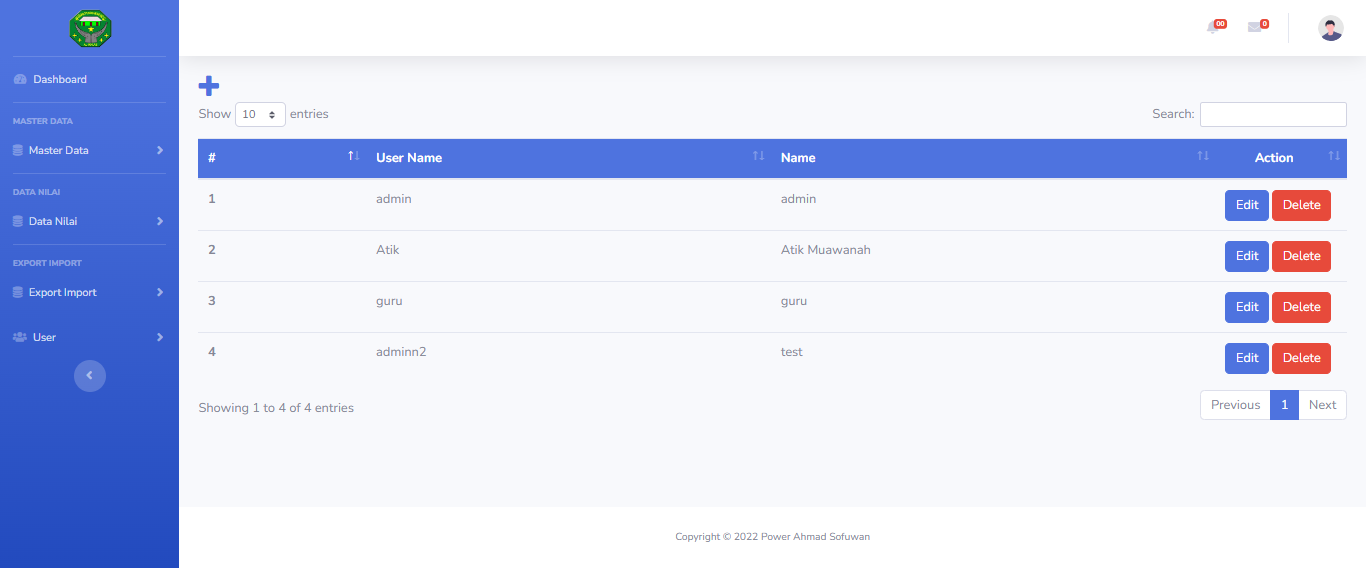 Dashboard
MASTER DATA
Master Data
DATA NILAI
Data Nilai
EXPORT IMPORT
Export Import
User
00 0
Show 10 entries Search:
# User Name Name Action
1 admin admin Edit Delete
2 Atik Atik Muawanah Edit Delete
3 guru guru Edit Delete
4 adminn2 test Edit Delete
Showing 1 to 4 of 4 entries Previous 1 Next
Copyright © 2022 Power Ahmad Sofuwan